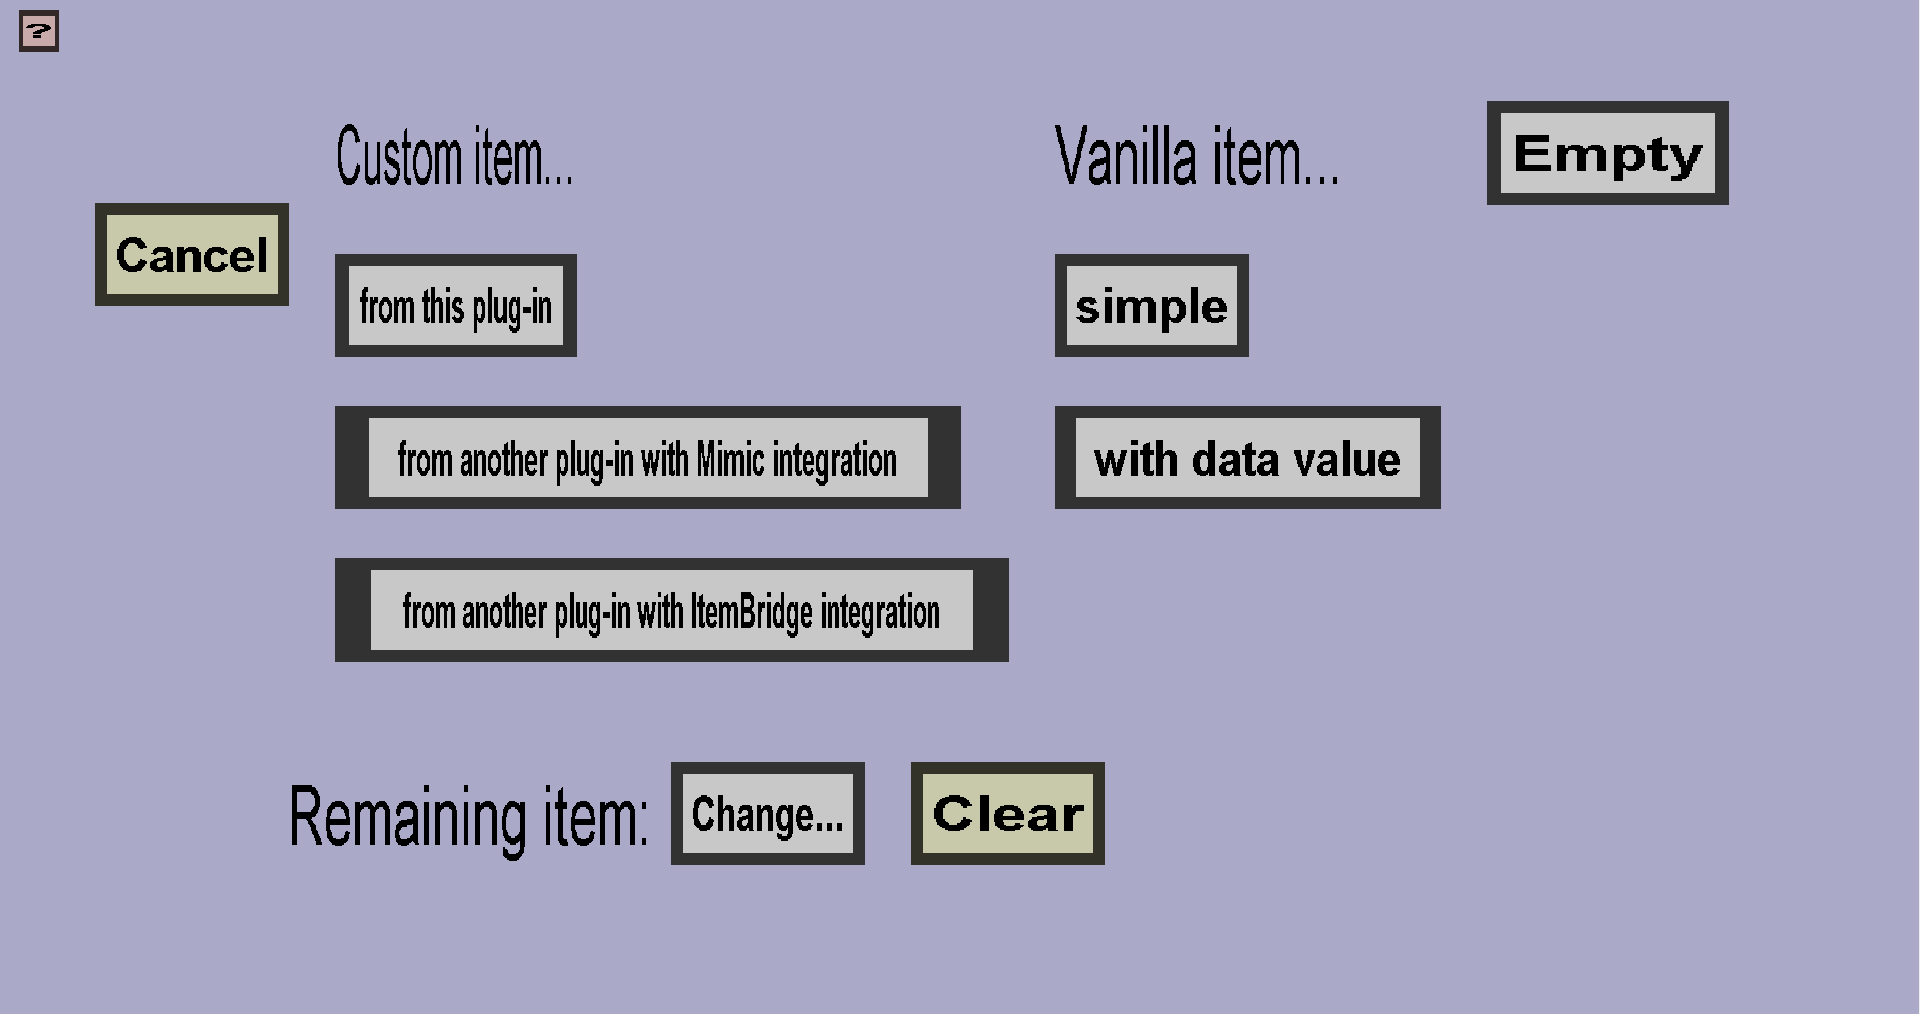 ?
Custom item...
Vanilla item...
Empty
Cancel
from this plug-in
simple
from another plug-in with Mimic integration
with data value
from another plug-in with ItemBridge integration
Remaining item:
Change...
Clear